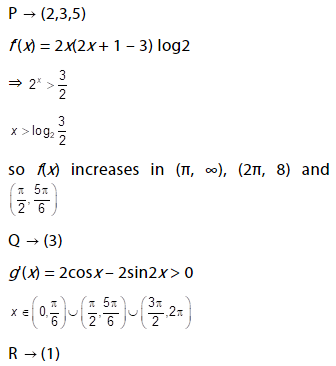 P → (2,3,5)
f'(x) = 2x(2x + 1 – 3) log2
⇒ 2ˣ > 3/2
x > log₂ 3/2
so f(x) increases in (π, ∞), (2π, 8) and
(π/2, 5π/6)
Q → (3)
g'(x) = 2cosx – 2sin2x > 0
x ∈ (0, π/6) ∪ (π/2, 5π/6) ∪ (3π/2, 2π)
R → (1)